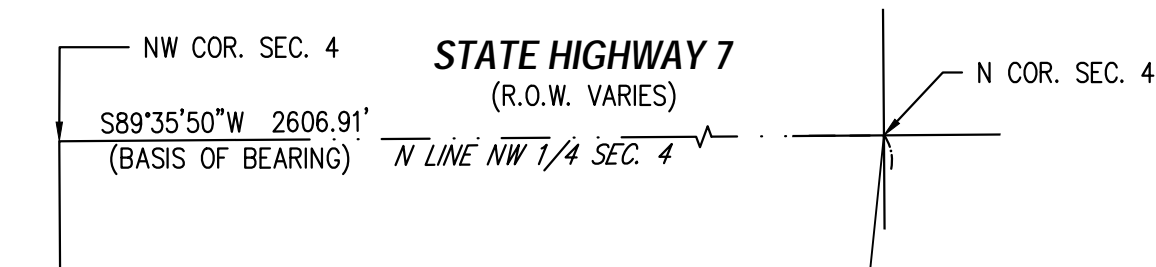 NW COR. SEC. 4
STATE HIGHWAY 7
(R.O.W. VARIES)
N COR. SEC. 4
S89°35'50"W 2606.91'
(BASIS OF BEARING)
N LINE NW 1/4 SEC. 4